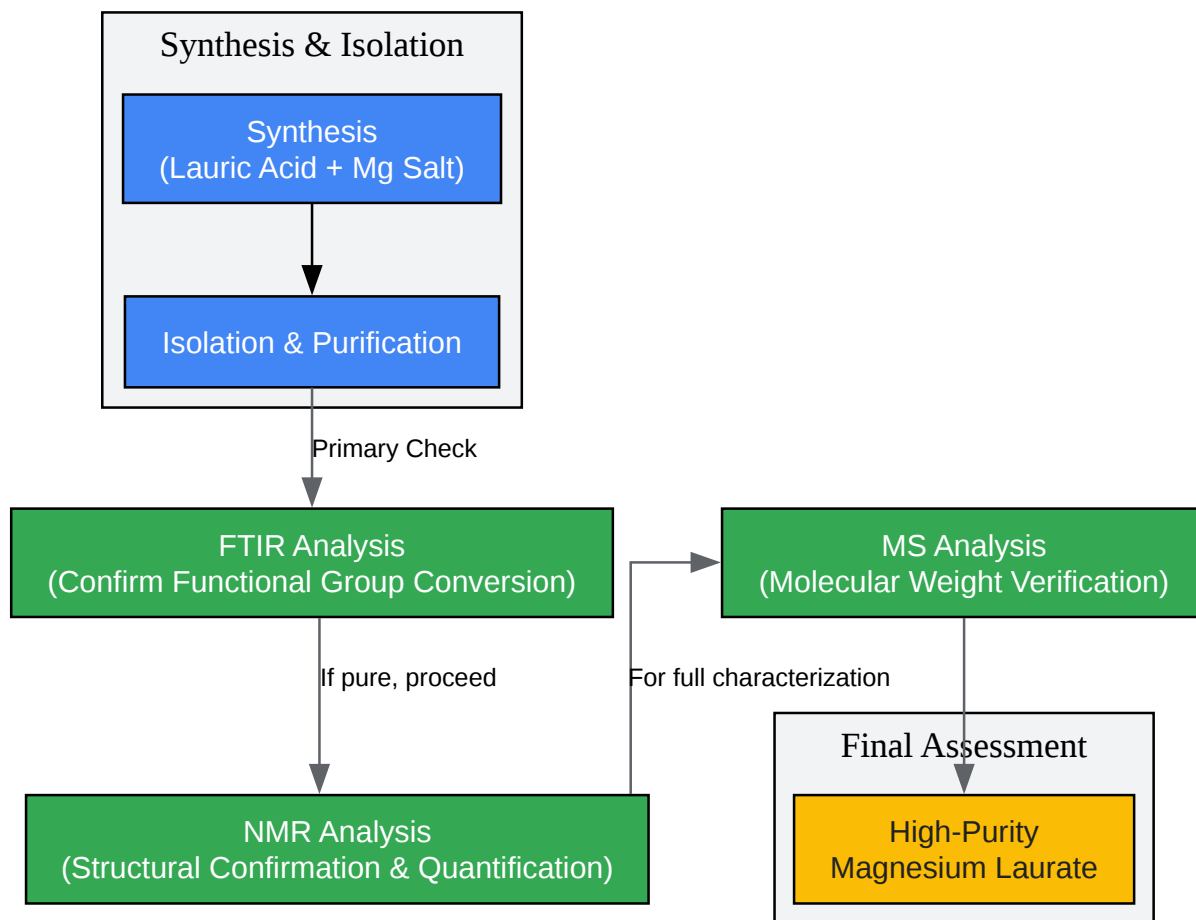 Synthesis & Isolation
Synthesis
(Lauric Acid + Mg Salt)
Isolation & Purification
Primary Check
FTIR Analysis
(Confirm Functional Group Conversion)
If pure, proceed
NMR Analysis
(Structural Confirmation & Quantification)
For full characterization
MS Analysis
(Molecular Weight Verification)
Final Assessment
High-Purity
Magnesium Laurate